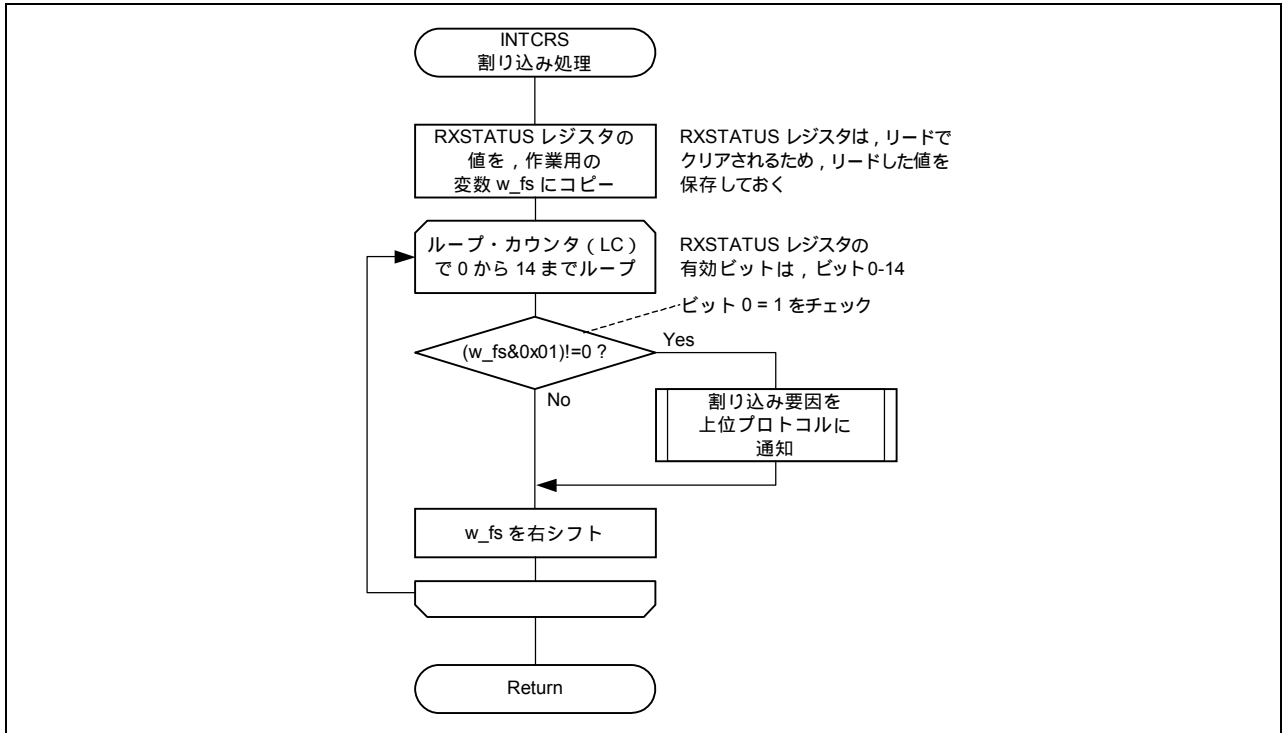 INTCRS
割り込み処理
RXSTATUS レジスタの
値を，作業用の
変数 w_fs にコピー
RXSTATUS レジスタは，リードで
クリアされるため，リードした値を
保存しておく
ループ・カウンタ（LC）
で 0 から 14 までループ
RXSTATUS レジスタの
有効ビットは，ビット0-14
ビット 0 = 1 をチェック
(w_fs&0x01)!=0 ?
Yes
No
割り込み要因を
上位プロトコルに
通知
w_fs を右シフト
Return